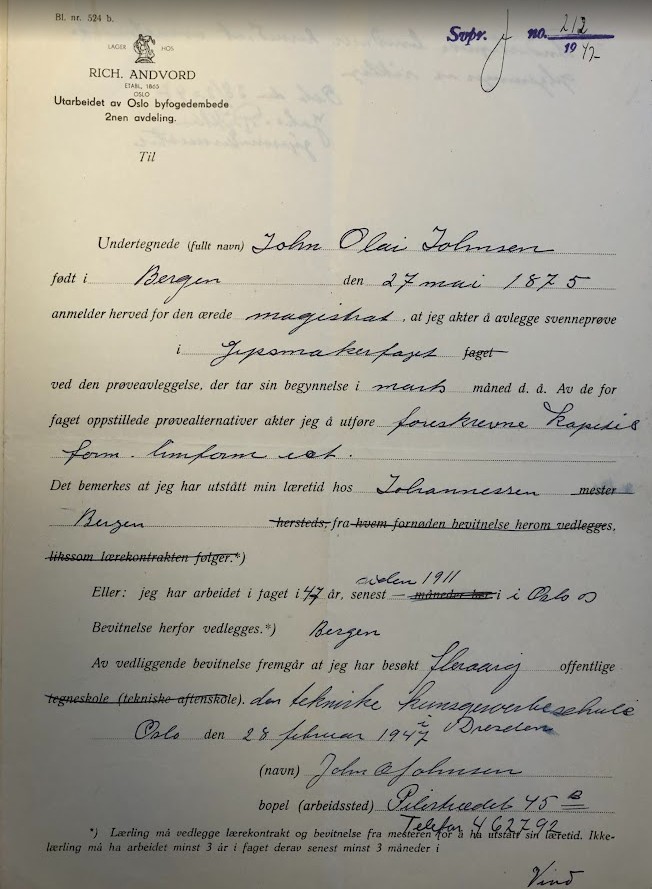 Bl. nr. 524 b.
Svpr. J no. 212
1942
LAGER HOS
RICH. ANDVORD
ETABL. 1865
OSLO
Utarbeidet av Oslo byfogedembede
2nen avdeling.
Til
Undertegnede (fullt navn) John Olai Johnsen
født i Bergen den 27 mai 1875
anmelder herved for den ærede magistrat, at jeg akter å avlegge svenneprøve
i Gipsmakerfaget faget
ved den prøveavleggelse, der tar sin begynnelse i mars måned d. å. Av de for
faget oppstillede prøvealternativer akter jeg å utføre foreskrevne kapitél
form. limform ect.
Det bemerkes at jeg har utstått min læretid hos Johannessen mester
Bergen hersteds, fra hvem fornøden bevitnelse herom vedlegges,
likssom lærekontrakten følger.*)
siden 1911
Eller: jeg har arbeidet i faget i 47 år, senest — måneder her i i Oslo og
Bevitnelse herfor vedlegges.*) Bergen
Av vedliggende bevitnelse fremgår at jeg har besøkt fleraarig offentlige
tegneskole (tekniske aftenskole). den tekniske kunsgewerbeschule
i Dresden
Oslo den 28 februar 1942
(navn) John O Johnsen
bopel (arbeidssted) Pilestrædet 45 B
Telefon 462792
*) Lærling må vedlegge lærekontrakt og bevitnelse fra mesteren for å ha utstått sin læretid. Ikke-
lærling må ha arbeidet minst 3 år i faget derav senest minst 3 måneder i
Vend